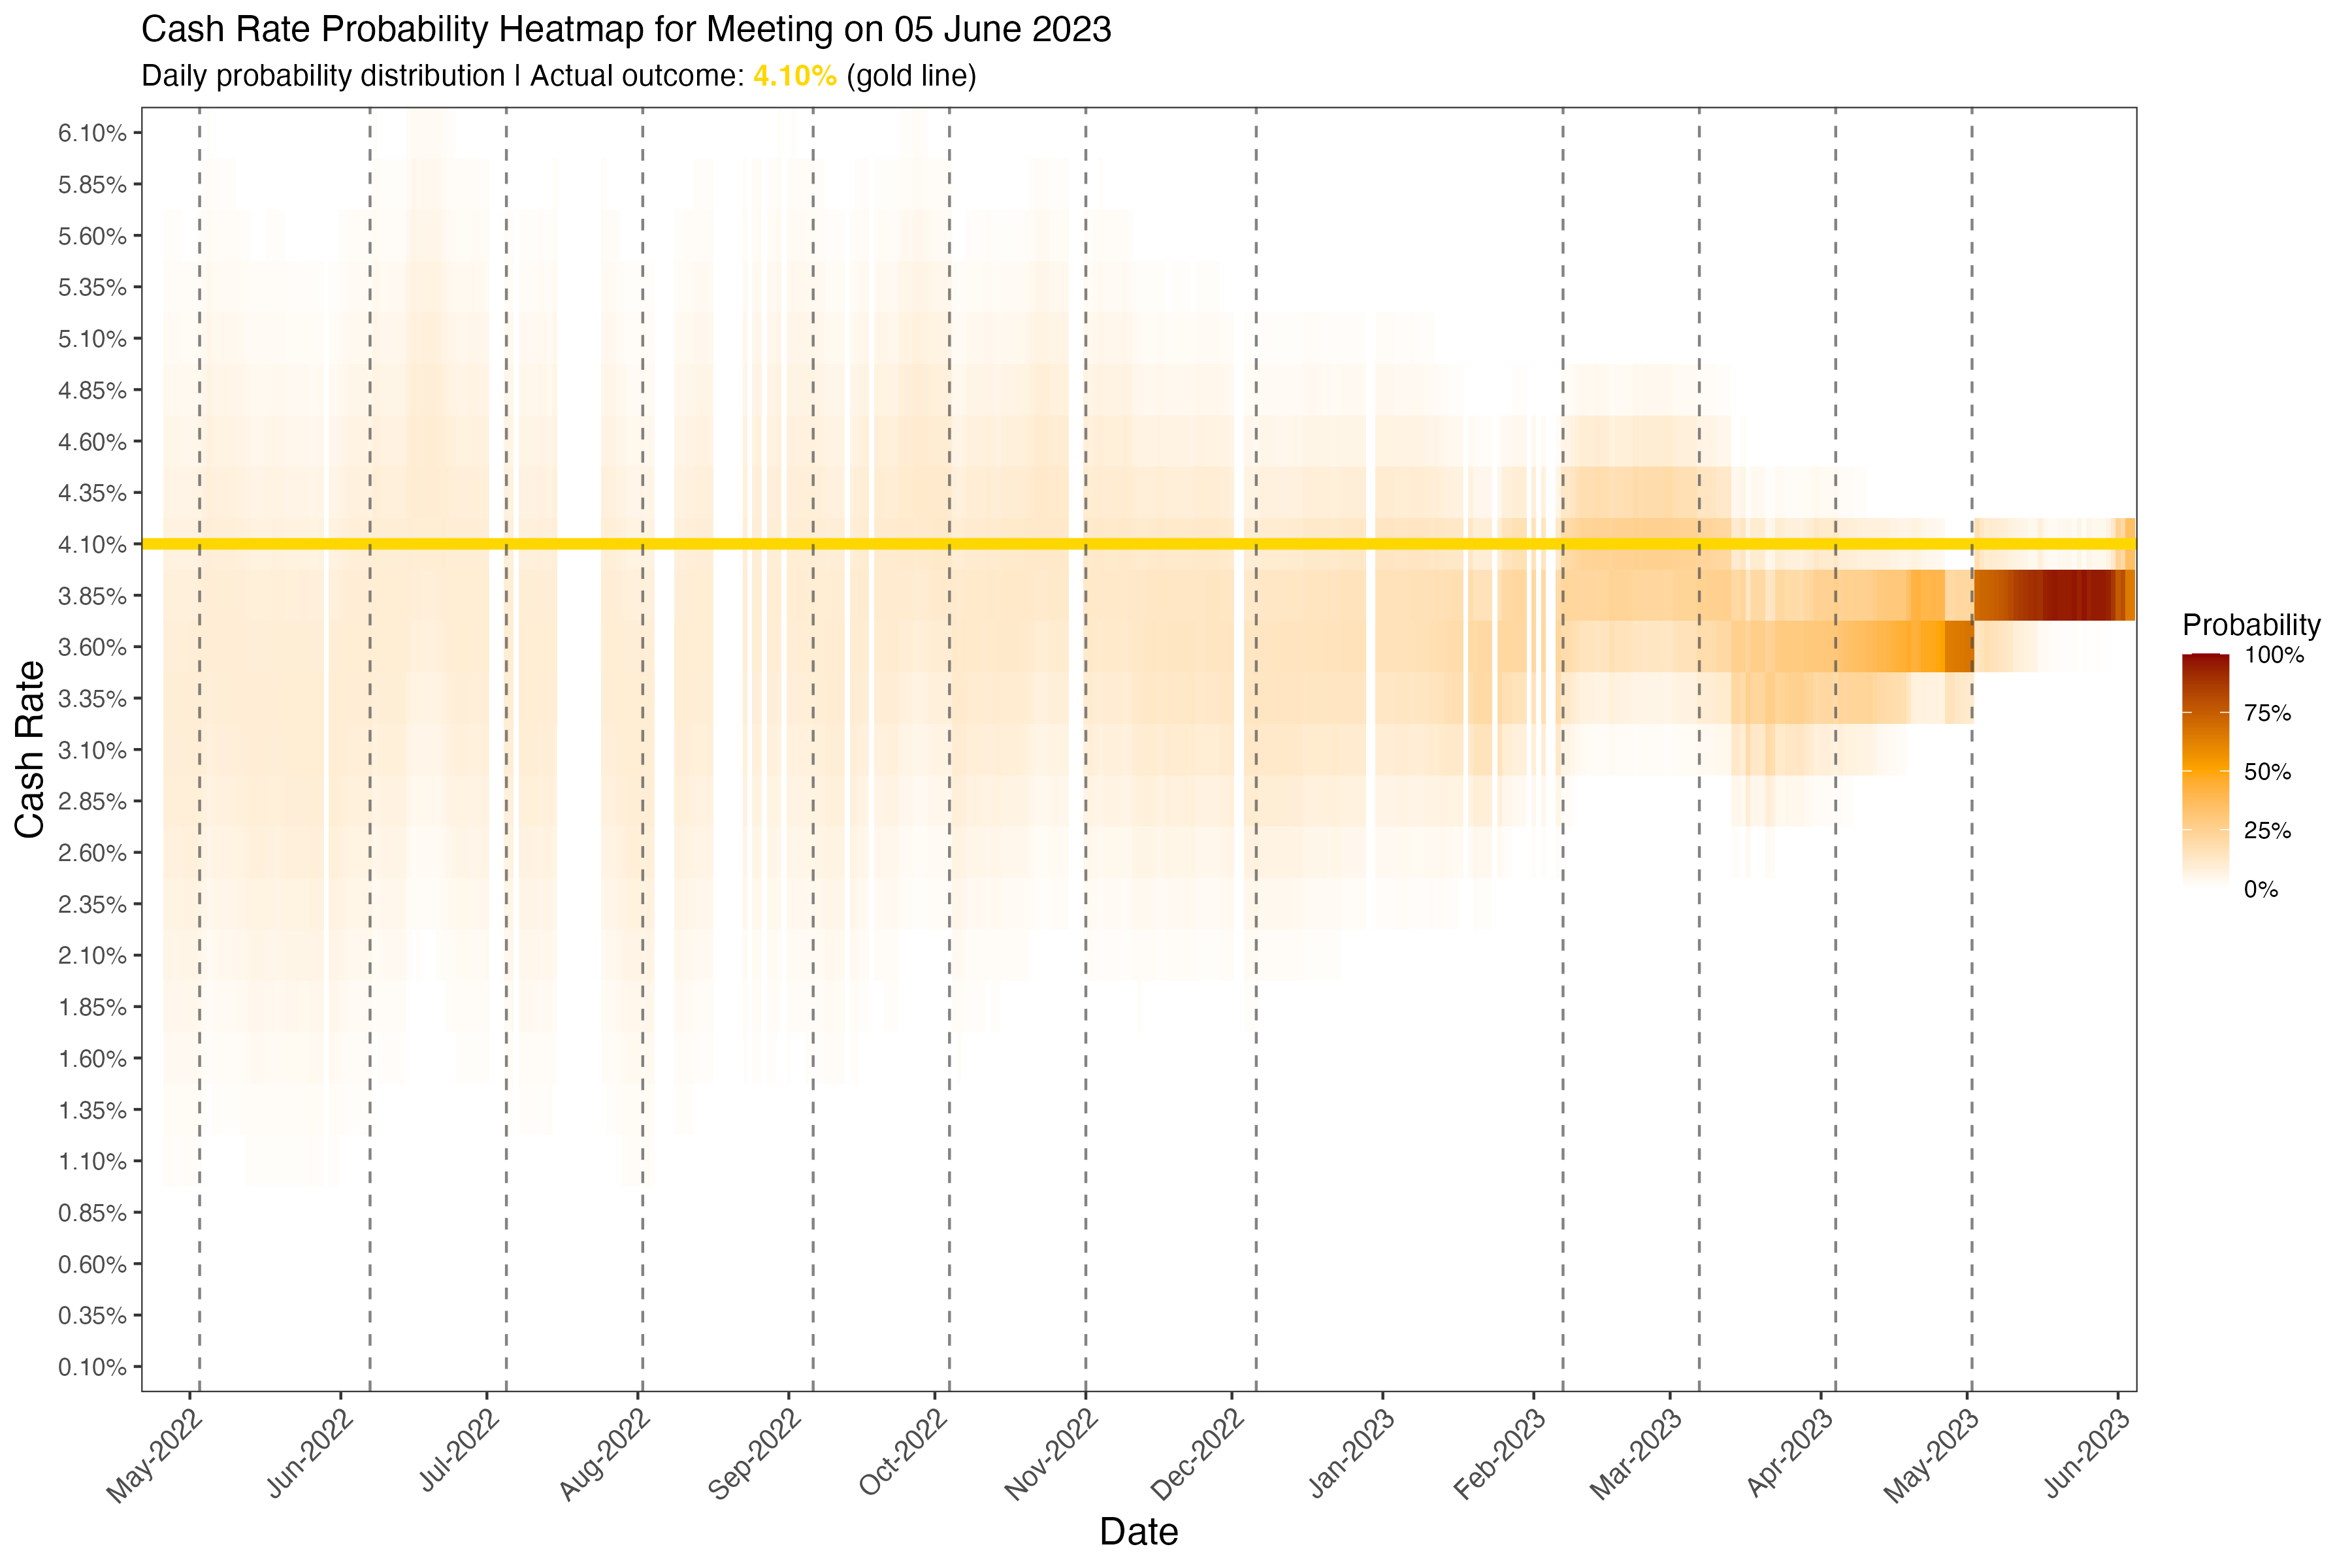 Cash Rate Probability Heatmap for Meeting on 05 June 2023
Daily probability distribution | Actual outcome: 4.10% (gold line)
Cash Rate
6.10%
5.85%
5.60%
5.35%
5.10%
4.85%
4.60%
4.35%
4.10%
3.85%
3.60%
3.35%
3.10%
2.85%
2.60%
2.35%
2.10%
1.85%
1.60%
1.35%
1.10%
0.85%
0.60%
0.35%
0.10%
May-2022
Jun-2022
Jul-2022
Aug-2022
Sep-2022
Oct-2022
Nov-2022
Dec-2022
Jan-2023
Feb-2023
Mar-2023
Apr-2023
May-2023
Jun-2023
Date
Probability
100%
75%
50%
25%
0%